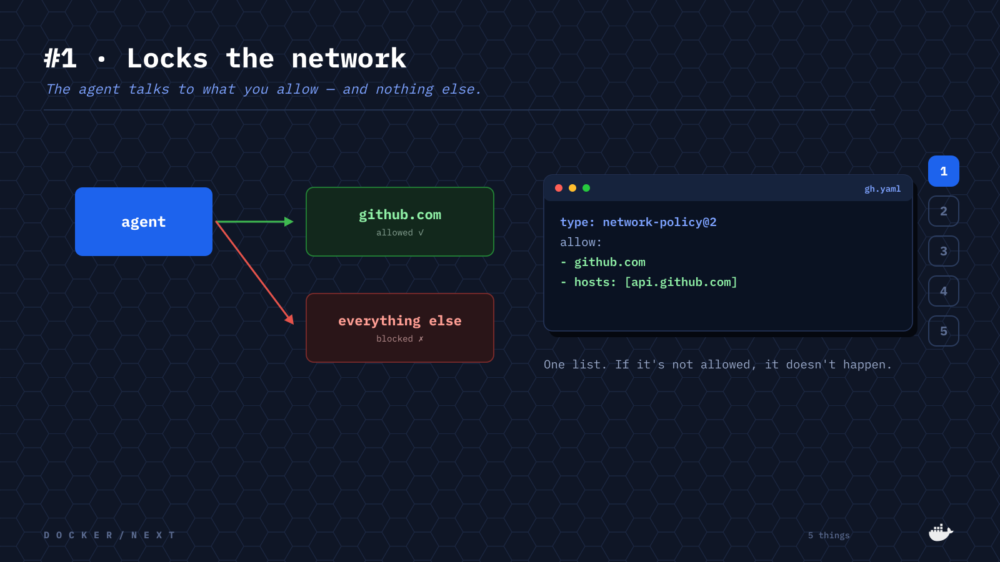 #1 · Locks the network
The agent talks to what you allow — and nothing else.
agent
github.com
allowed ✓
everything else
blocked ✗
gh.yaml
type: network-policy@2
allow:
- github.com
- hosts: [api.github.com]
One list. If it's not allowed, it doesn't happen.
1
2
3
4
5
DOCKER/NEXT
5 things